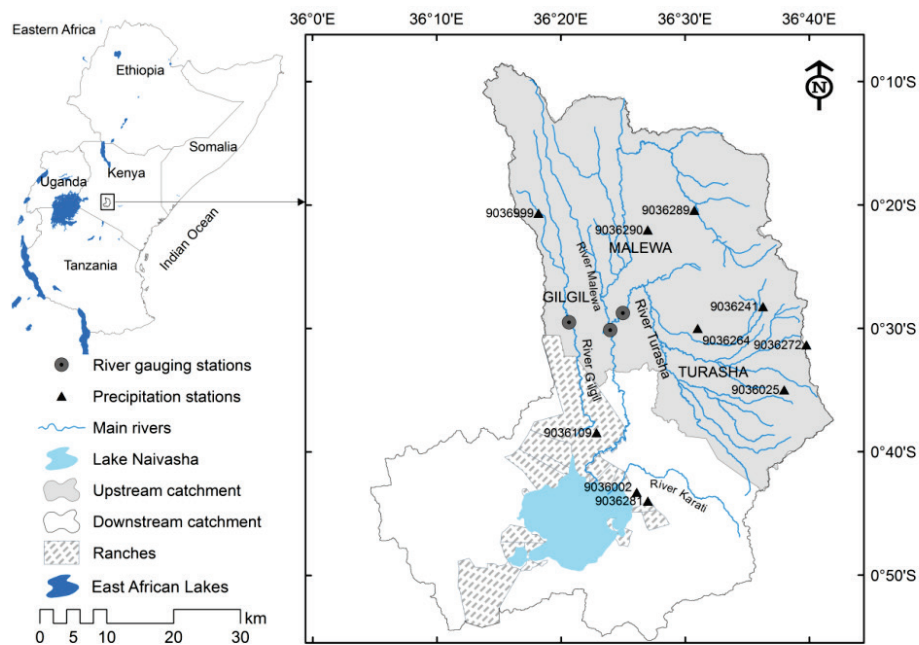 Eastern Africa
Ethiopia
Somalia
Kenya
Uganda
Tanzania
Indian Ocean
River gauging stations
Precipitation stations
Main rivers
Lake Naivasha
Upstream catchment
Downstream catchment
Ranches
East African Lakes
km
0 5 10 20 30
36°0'E 36°10'E 36°20'E 36°30'E 36°40'E
N
0°10'S
0°20'S
0°30'S
0°40'S
0°50'S
9036999
9036289
9036290
MALEWA
River Malewa
GILGIL
9036241
9036264
9036272
River Turasha
TURASHA
River Gilgil
9036025
9036109
9036002
River Karati
9036281